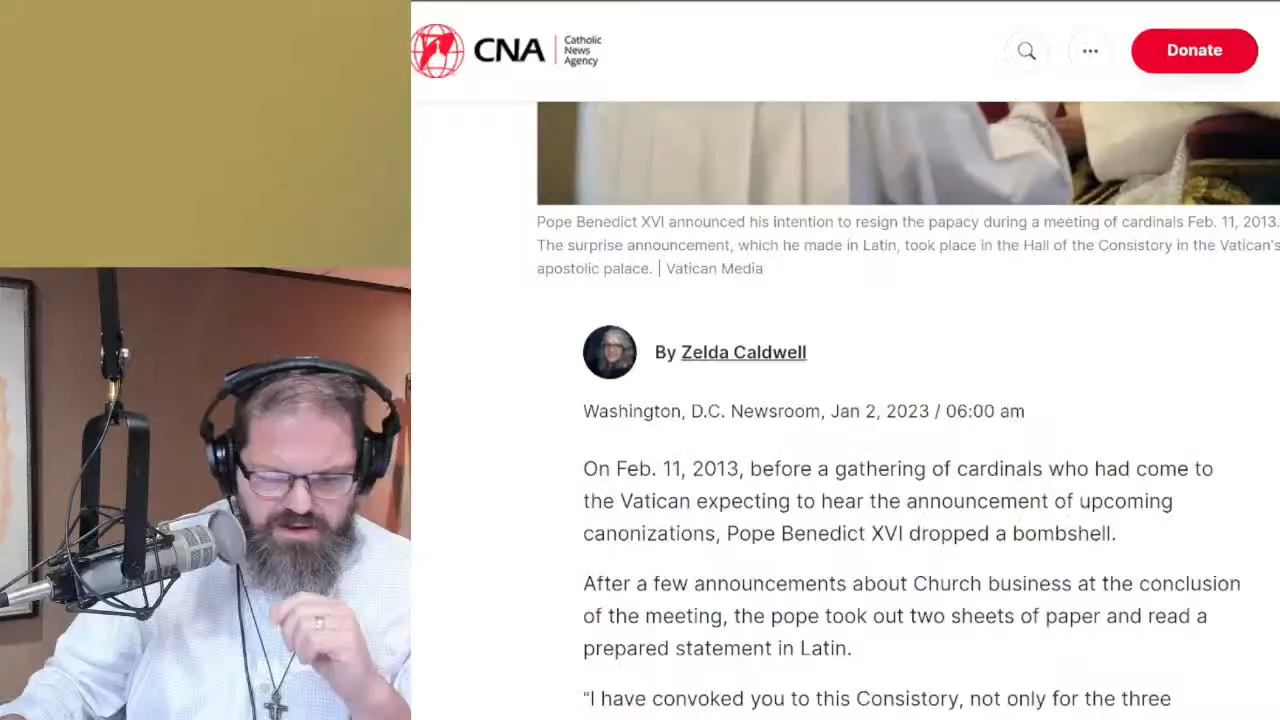 CNA
Catholic
News
Agency
Donate
Pope Benedict XVI announced his intention to resign the papacy during a meeting of cardinals Feb. 11, 2013.
The surprise announcement, which he made in Latin, took place in the Hall of the Consistory in the Vatican's
apostolic palace. | Vatican Media
By Zelda Caldwell
Washington, D.C. Newsroom, Jan 2, 2023 / 06:00 am
On Feb. 11, 2013, before a gathering of cardinals who had come to
the Vatican expecting to hear the announcement of upcoming
canonizations, Pope Benedict XVI dropped a bombshell.
After a few announcements about Church business at the conclusion
of the meeting, the pope took out two sheets of paper and read a
prepared statement in Latin.
“I have convoked you to this Consistory, not only for the three